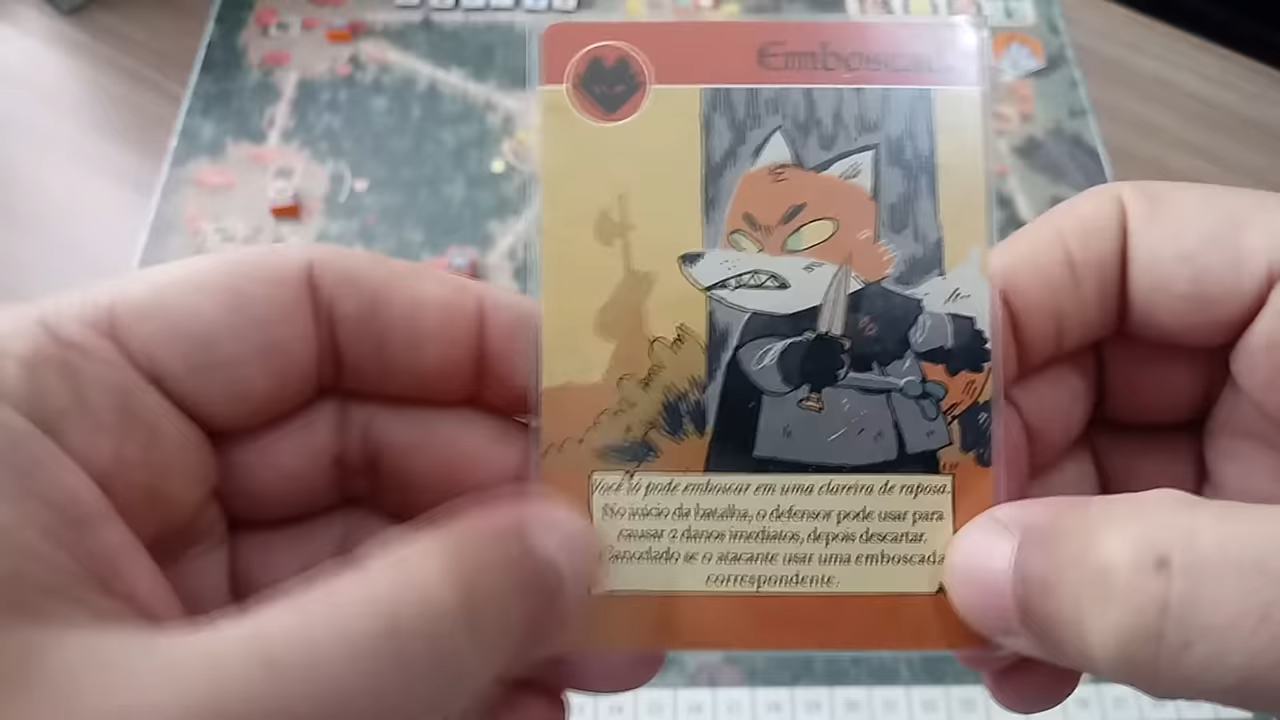 Emboscada
Você só pode emboscar em uma clareira de raposa.
No início da batalha, o defensor pode usar para
causar 2 danos imediatos, depois descartar.
Cancelado se o atacante usar uma emboscada
correspondente.